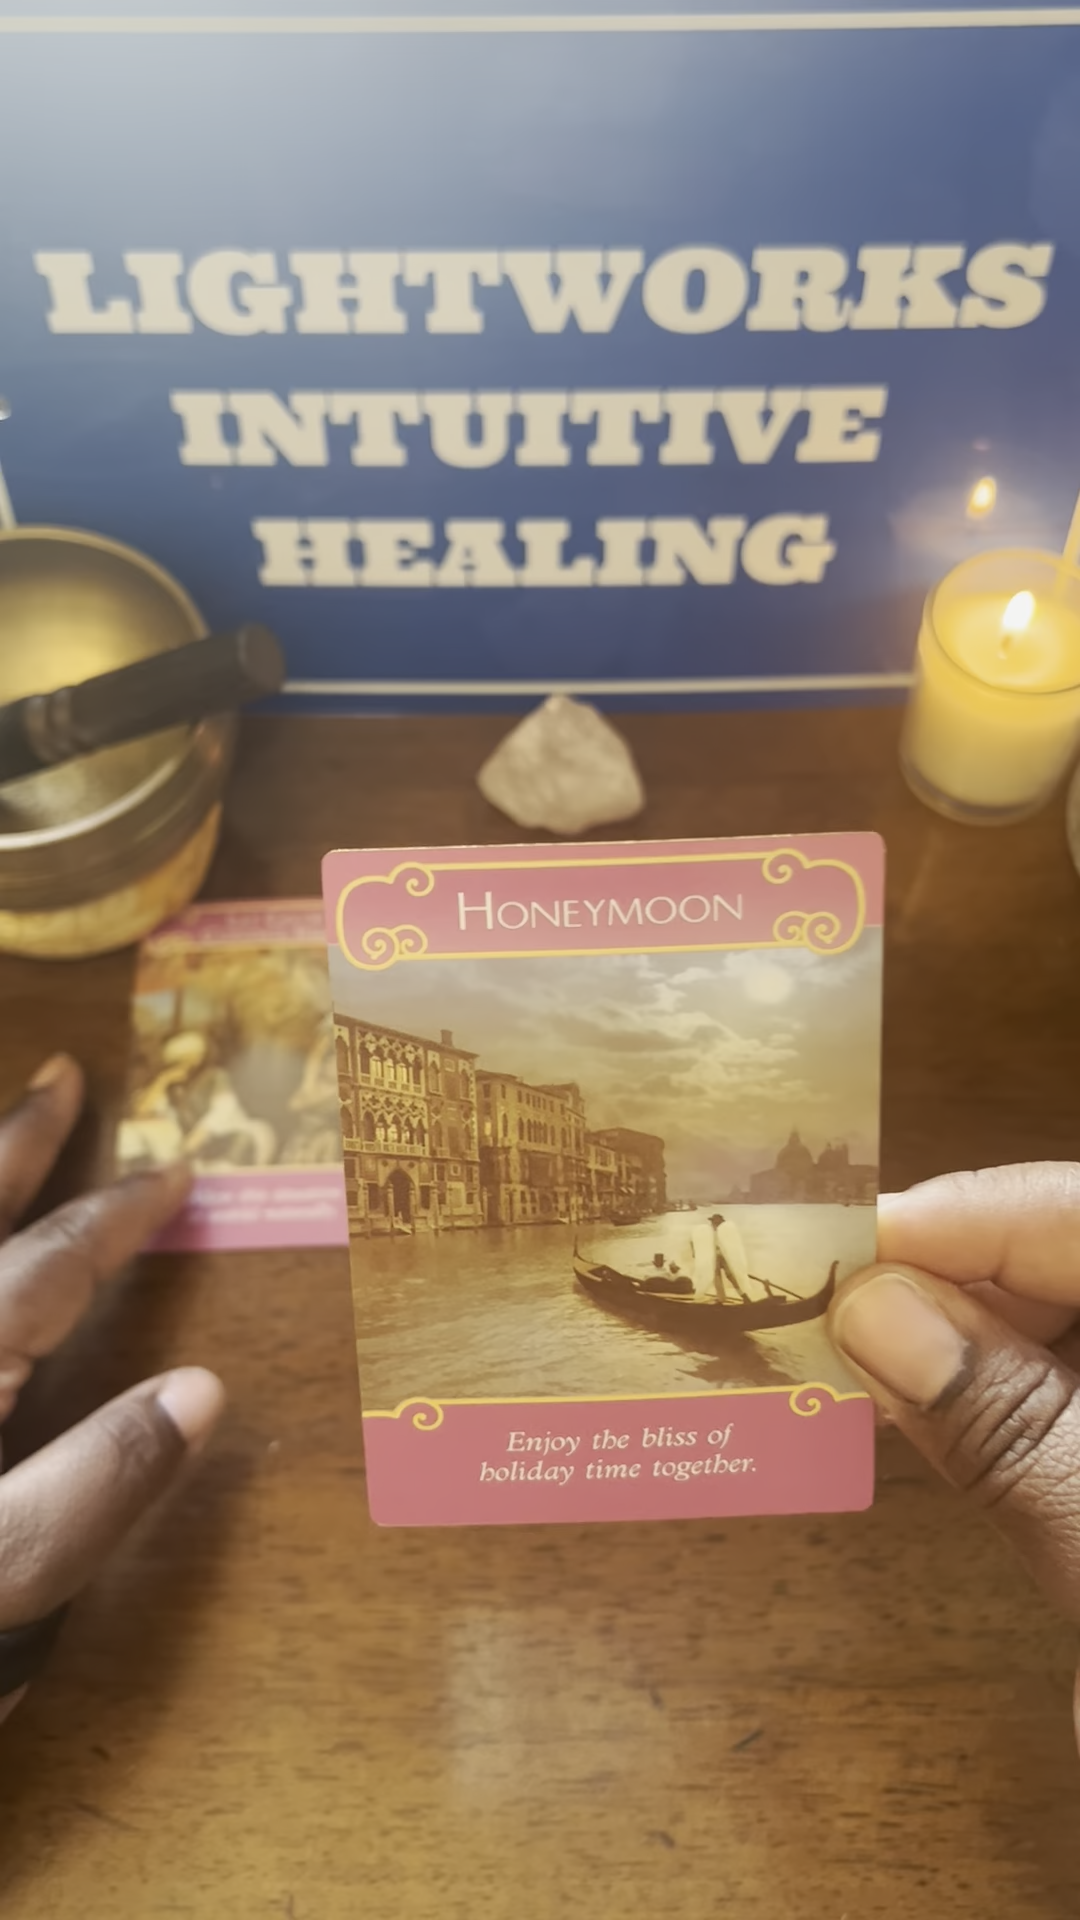 LIGHTWORKS
INTUITIVE
HEALING
HONEYMOON
Enjoy the bliss of
holiday time together.